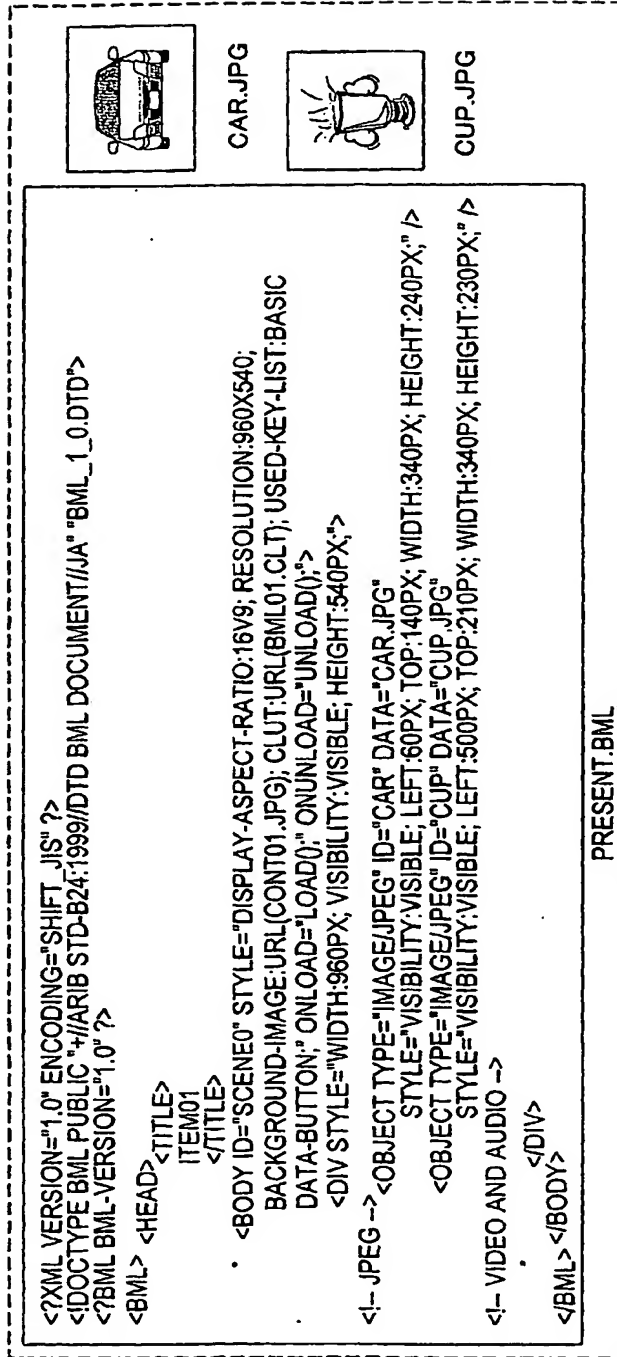 <?XML VERSION="1.0" ENCODING="SHIFT_JIS" ?>
<!DOCTYPE BML PUBLIC "+//ARIB STD-B24:1999//DTD BML DOCUMENT//JA" "BML_1_0.DTD">
<?BML BML-VERSION="1.0" ?>
<BML> <HEAD>
<TITLE>
ITEM01
</TITLE>
<BODY ID="SCENE0" STYLE="DISPLAY-ASPECT-RATIO:16V9; RESOLUTION:960X540;
BACKGROUND-IMAGE:URL(CONT01.JPG); CLUT:URL(BML01.CLT); USED-KEY-LIST:BASIC
DATA-BUTTON;" ONLOAD="LOAD();" ONUNLOAD="UNLOAD();">
<DIV STYLE="WIDTH:960PX; VISIBILITY:VISIBLE; HEIGHT:540PX;">
<!-- JPEG --> <OBJECT TYPE="IMAGE/JPEG" ID="CAR" DATA="CAR.JPG"
STYLE="VISIBILITY:VISIBLE; LEFT:60PX; TOP:140PX; WIDTH:340PX; HEIGHT:240PX;" />
<OBJECT TYPE="IMAGE/JPEG" ID="CUP" DATA="CUP.JPG"
STYLE="VISIBILITY:VISIBLE; LEFT:500PX; TOP:210PX; WIDTH:340PX; HEIGHT:230PX;" />
<!-- VIDEO AND AUDIO -->
</DIV>
</BML> </BODY>
PRESENT.BML
CAR.JPG
CUP.JPG